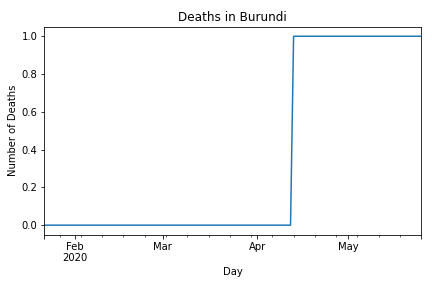 Deaths in Burundi
Number of Deaths
1.0
0.8
0.6
0.4
0.2
0.0
Feb
2020
Mar
Apr
May
Day